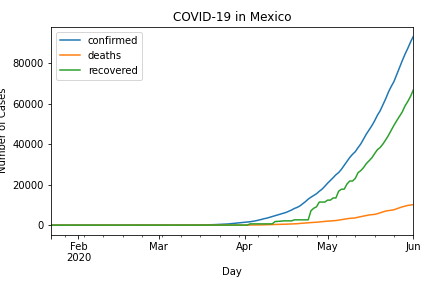 COVID-19 in Mexico
confirmed
deaths
recovered
Number of Cases
80000
60000
40000
20000
0
Feb Mar Apr May Jun
2020
Day